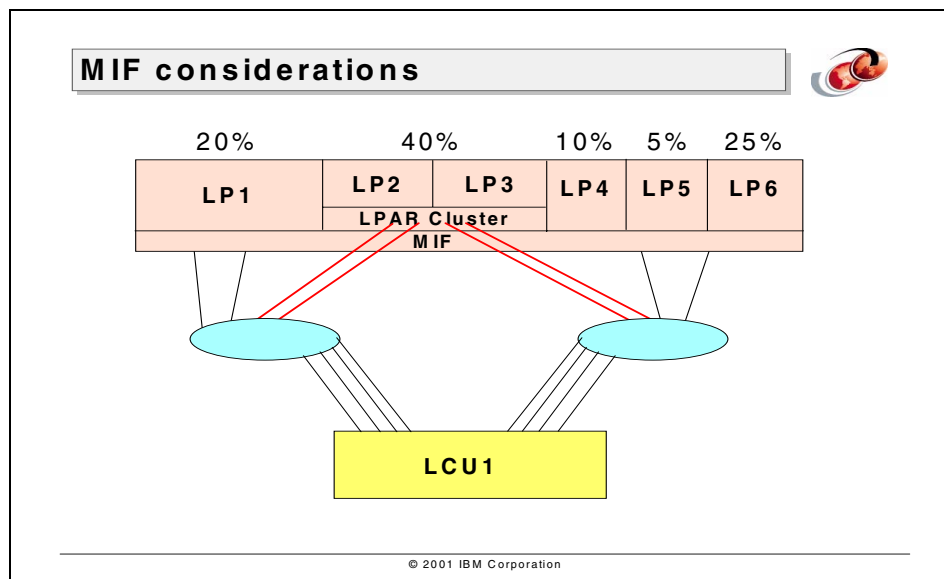 MIF considerations
20% 40% 10% 5% 25%
LP1 LP2 LP3 LP4 LP5 LP6
LPAR Cluster
MIF
LCU1
© 2001 IBM Corporation